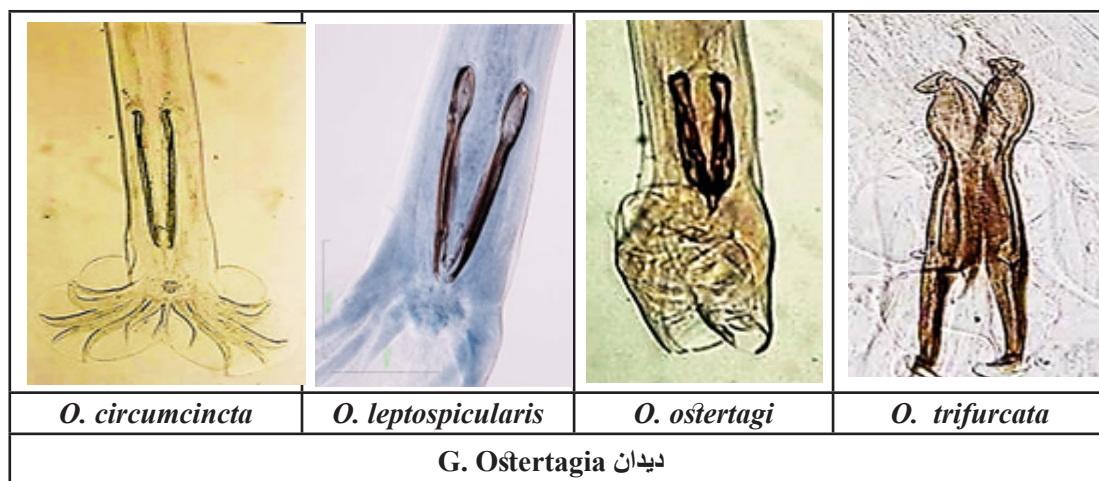 O. circumcincta
O. leptospicularis
O. ostertagi
O. trifurcata
ديدان G. Ostertagia